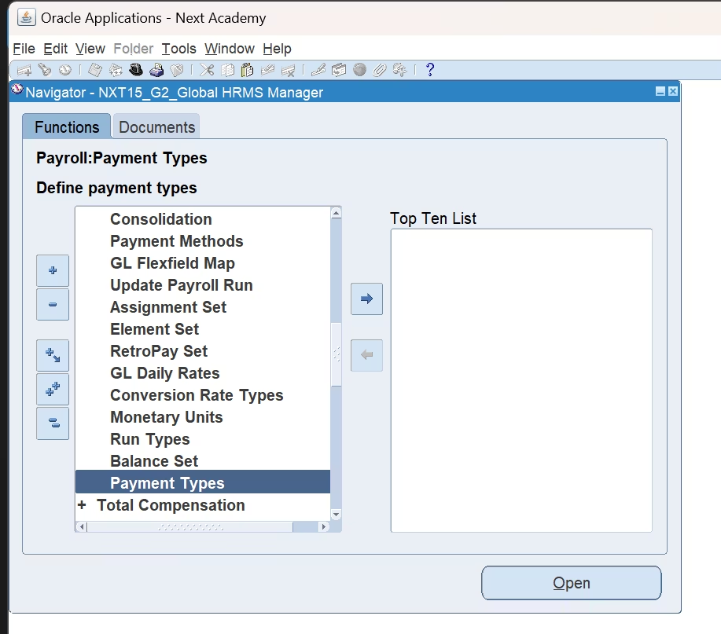 Oracle Applications - Next Academy
File Edit View Folder Tools Window Help
?
Navigator - NXT15_G2_Global HRMS Manager
Functions Documents
Payroll:Payment Types
Define payment types
Consolidation
Payment Methods
GL Flexfield Map
Update Payroll Run
Assignment Set
Element Set
RetroPay Set
GL Daily Rates
Conversion Rate Types
Monetary Units
Run Types
Balance Set
Payment Types
+ Total Compensation
Top Ten List
Open